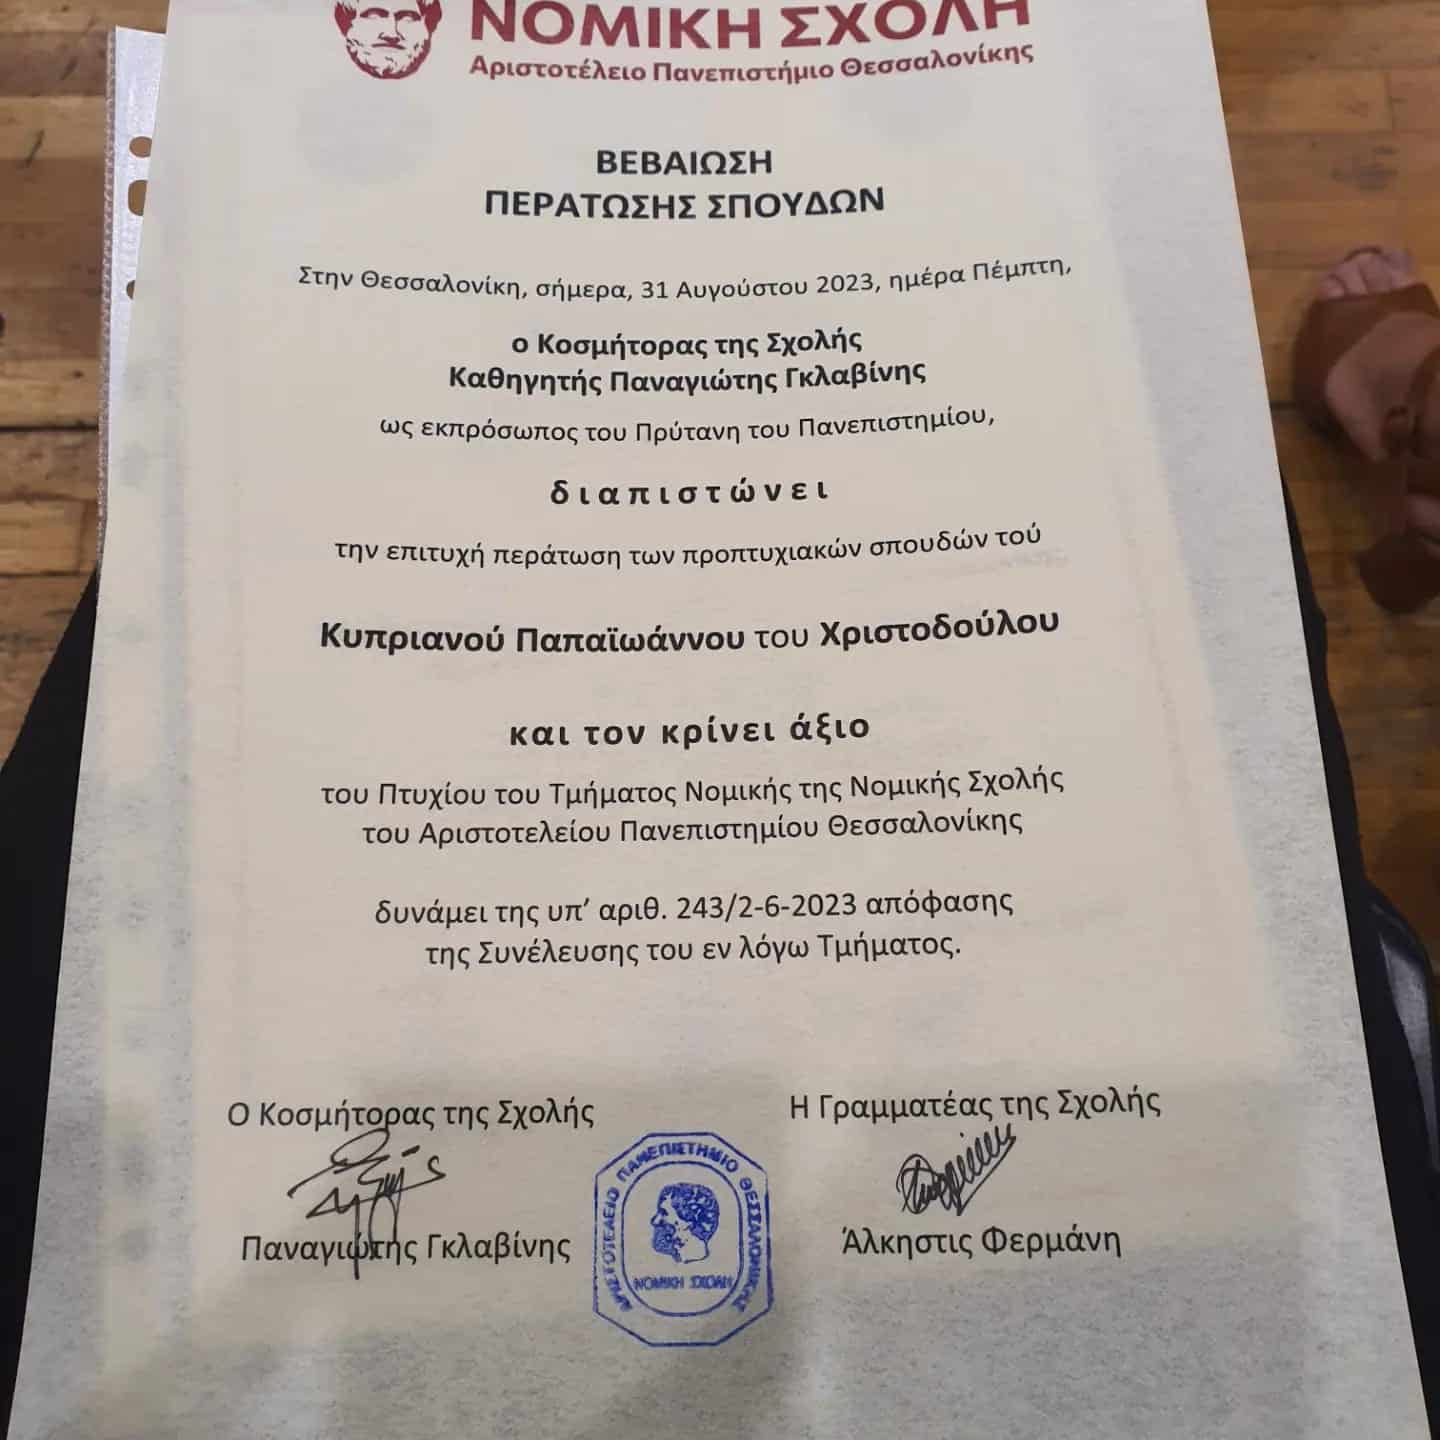 ΝΟΜΙΚΗ ΣΧΟΛΗ
Αριστοτέλειο Πανεπιστήμιο Θεσσαλονίκης
ΒΕΒΑΙΩΣΗ
ΠΕΡΑΤΩΣΗΣ ΣΠΟΥΔΩΝ
Στην Θεσσαλονίκη, σήμερα, 31 Αυγούστου 2023, ημέρα Πέμπτη,
ο Κοσμήτορας της Σχολής
Καθηγητής Παναγιώτης Γκλαβίνης
ως εκπρόσωπος του Πρύτανη του Πανεπιστημίου,
διαπιστώνει
την επιτυχή περάτωση των προπτυχιακών σπουδών τού
Κυπριανού Παπαϊωάννου του Χριστοδούλου
και τον κρίνει άξιο
του Πτυχίου του Τμήματος Νομικής της Νομικής Σχολής
του Αριστοτελείου Πανεπιστημίου Θεσσαλονίκης
δυνάμει της υπ’ αριθ. 243/2-6-2023 απόφασης
της Συνέλευσης του εν λόγω Τμήματος.
Ο Κοσμήτορας της Σχολής
Παναγιώτης Γκλαβίνης
ΑΡΙΣΤΟΤΕΛΕΙΟ ΠΑΝΕΠΙΣΤΗΜΙΟ ΘΕΣΣΑΛΟΝΙΚΗΣ
ΝΟΜΙΚΗ ΣΧΟΛΗ
Η Γραμματέας της Σχολής
Άλκηστις Φερμάνη